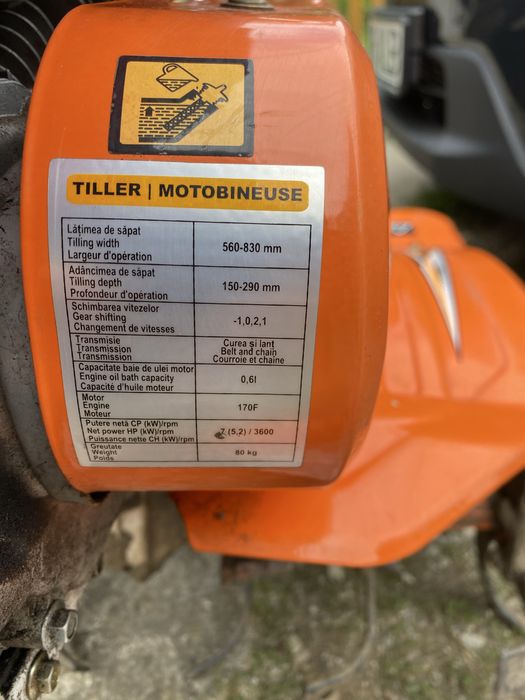 TILLER | MOTOBINEUSE
Lățimea de săpat
Tilling width
Largeur d'opération
560-830 mm
Adâncimea de săpat
Tilling depth
Profondeur d'opération
150-290 mm
Schimbarea vitezelor
Gear shifting
Changement de vitesses
-1,0,2,1
Transmisie
Transmission
Transmission
Curea și lant
Belt and chain
Courroie et chaine
Capacitate baie de ulei motor
Engine oil bath capacity
Capacité d'huile moteur
0,6l
Motor
Engine
Moteur
170F
Putere netă CP (kW)/rpm
Net power HP (kW)/rpm
Puissance nette CH (kW)/rpm
7 (5,2) / 3600
Greutate
Weight
Poids
80 kg